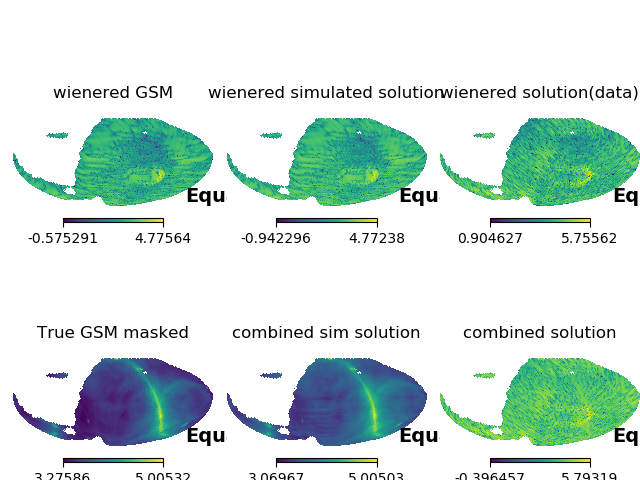 wienered GSM
wienered simulated solution
wienered solution(data)
Equ
Equ
Eq
-0.575291 4.77564
-0.942296 4.77238
0.904627 5.75562
True GSM masked
combined sim solution
combined solution
Equ
Equ
Eq
3.27586 5.00532
3.06967 5.00503
-0.396457 5.79319